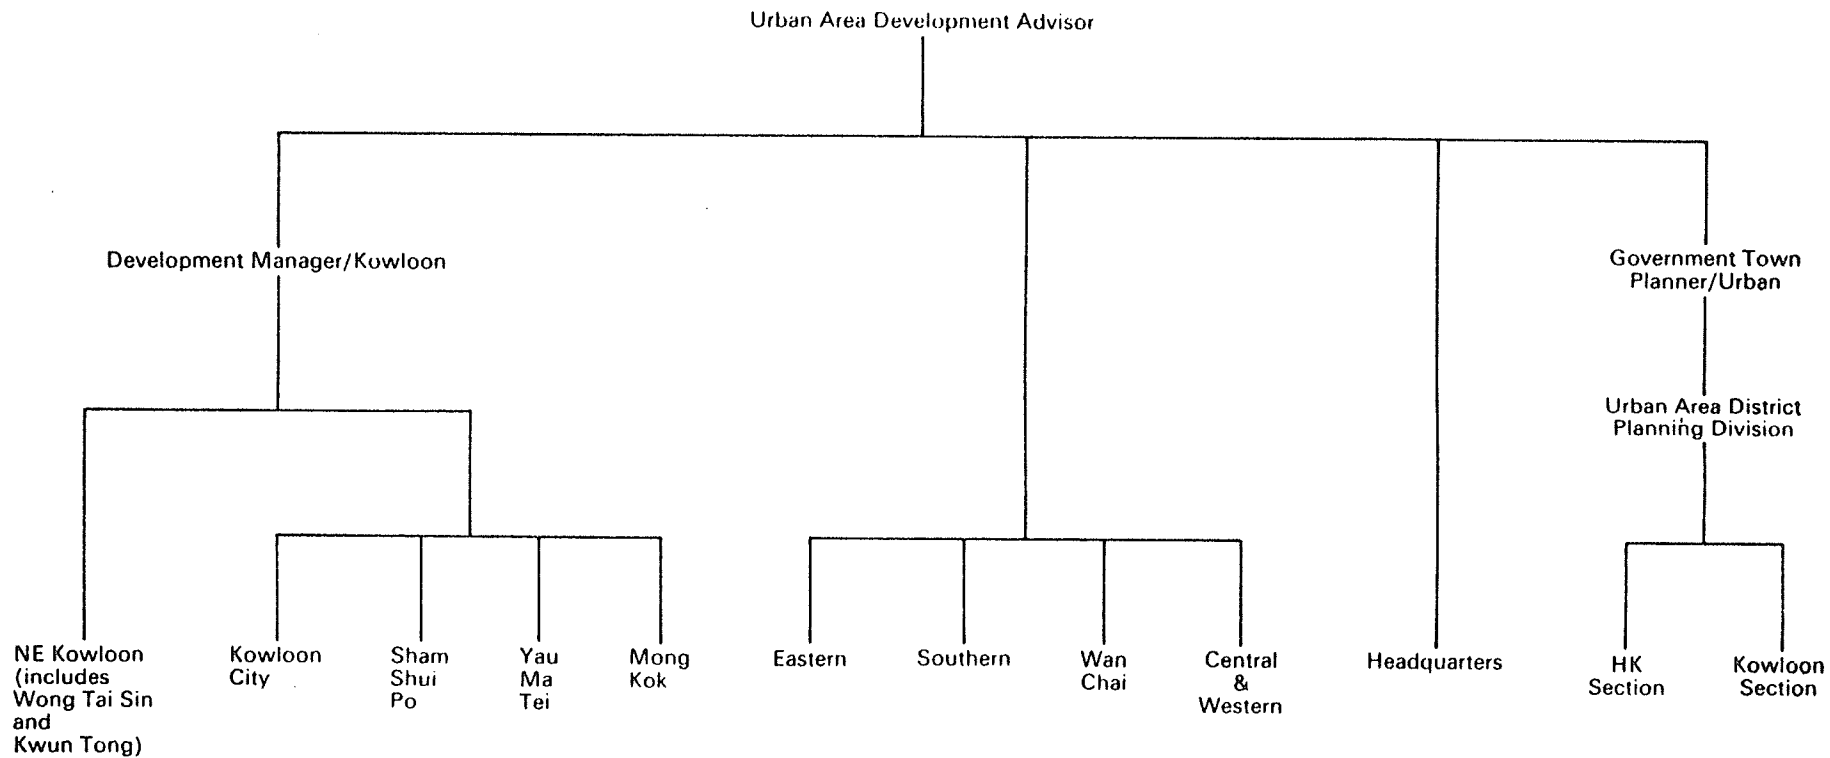 Urban Area Development Advisor
Development Manager/Kowloon
Government Town
Planner/Urban
Urban Area District
Planning Division
NE Kowloon
(includes
Wong Tai Sin
and
Kwun Tong)
Kowloon
City
Sham
Shui
Po
Yau
Ma
Tei
Mong
Kok
Eastern
Southern
Wan
Chai
Central
&
Western
Headquarters
HK
Section
Kowloon
Section